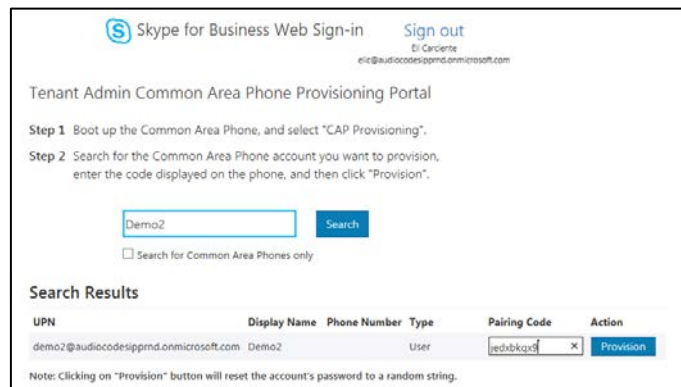 Skype for Business Web Sign-in
Sign out
Eli Carciente
elic@audiocodesipprnd.onmicrosoft.com
Tenant Admin Common Area Phone Provisioning Portal
Step 1 Boot up the Common Area Phone, and select "CAP Provisioning".
Step 2 Search for the Common Area Phone account you want to provision,
enter the code displayed on the phone, and then click "Provision".
Demo2
Search
Search for Common Area Phones only
Search Results
UPN Display Name Phone Number Type Pairing Code Action
demo2@audiocodesipprnd.onmicrosoft.com Demo2 User jedxbkqx9 × Provision
Note: Clicking on "Provision" button will reset the account's password to a random string.